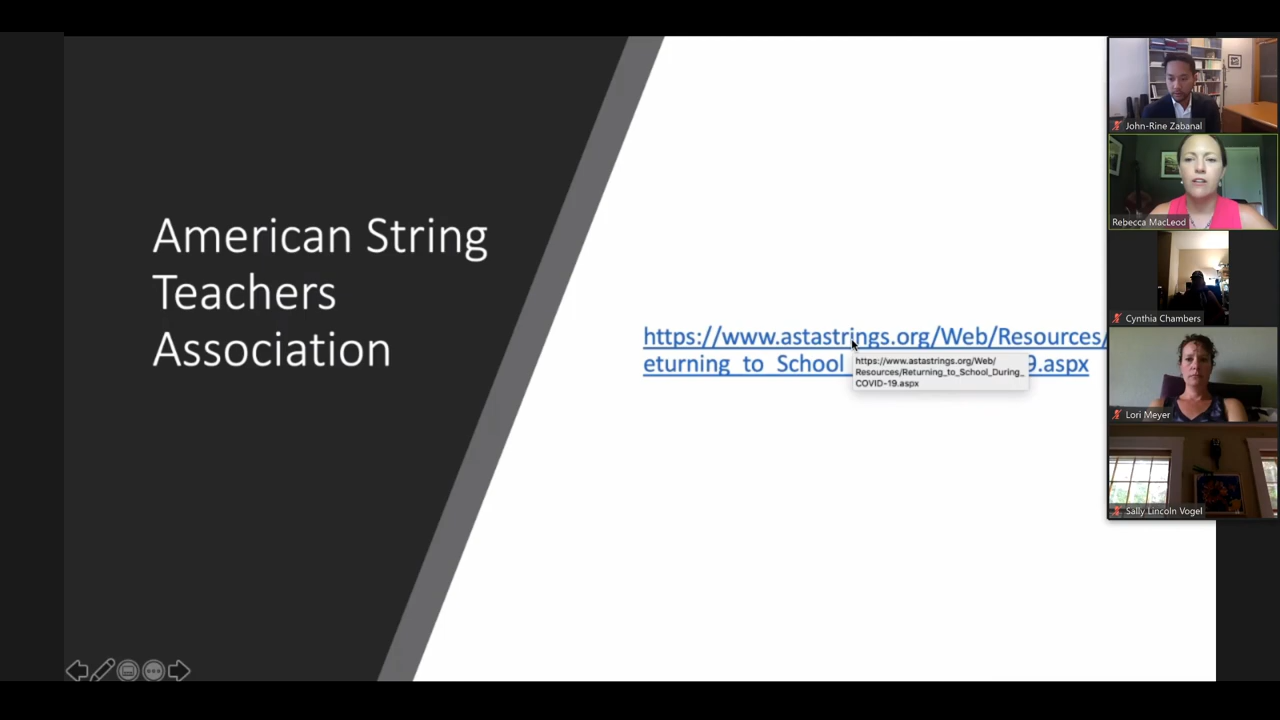 American String
Teachers
Association
https://www.astastrings.org/Web/Resources/
eturning_to_School_
9.aspx
https://www.astastrings.org/Web/
Resources/Returning_to_School_During_
COVID-19.aspx
John-Rine Zabanal
Rebecca MacLeod
Cynthia Chambers
Lori Meyer
Sally Lincoln Vogel